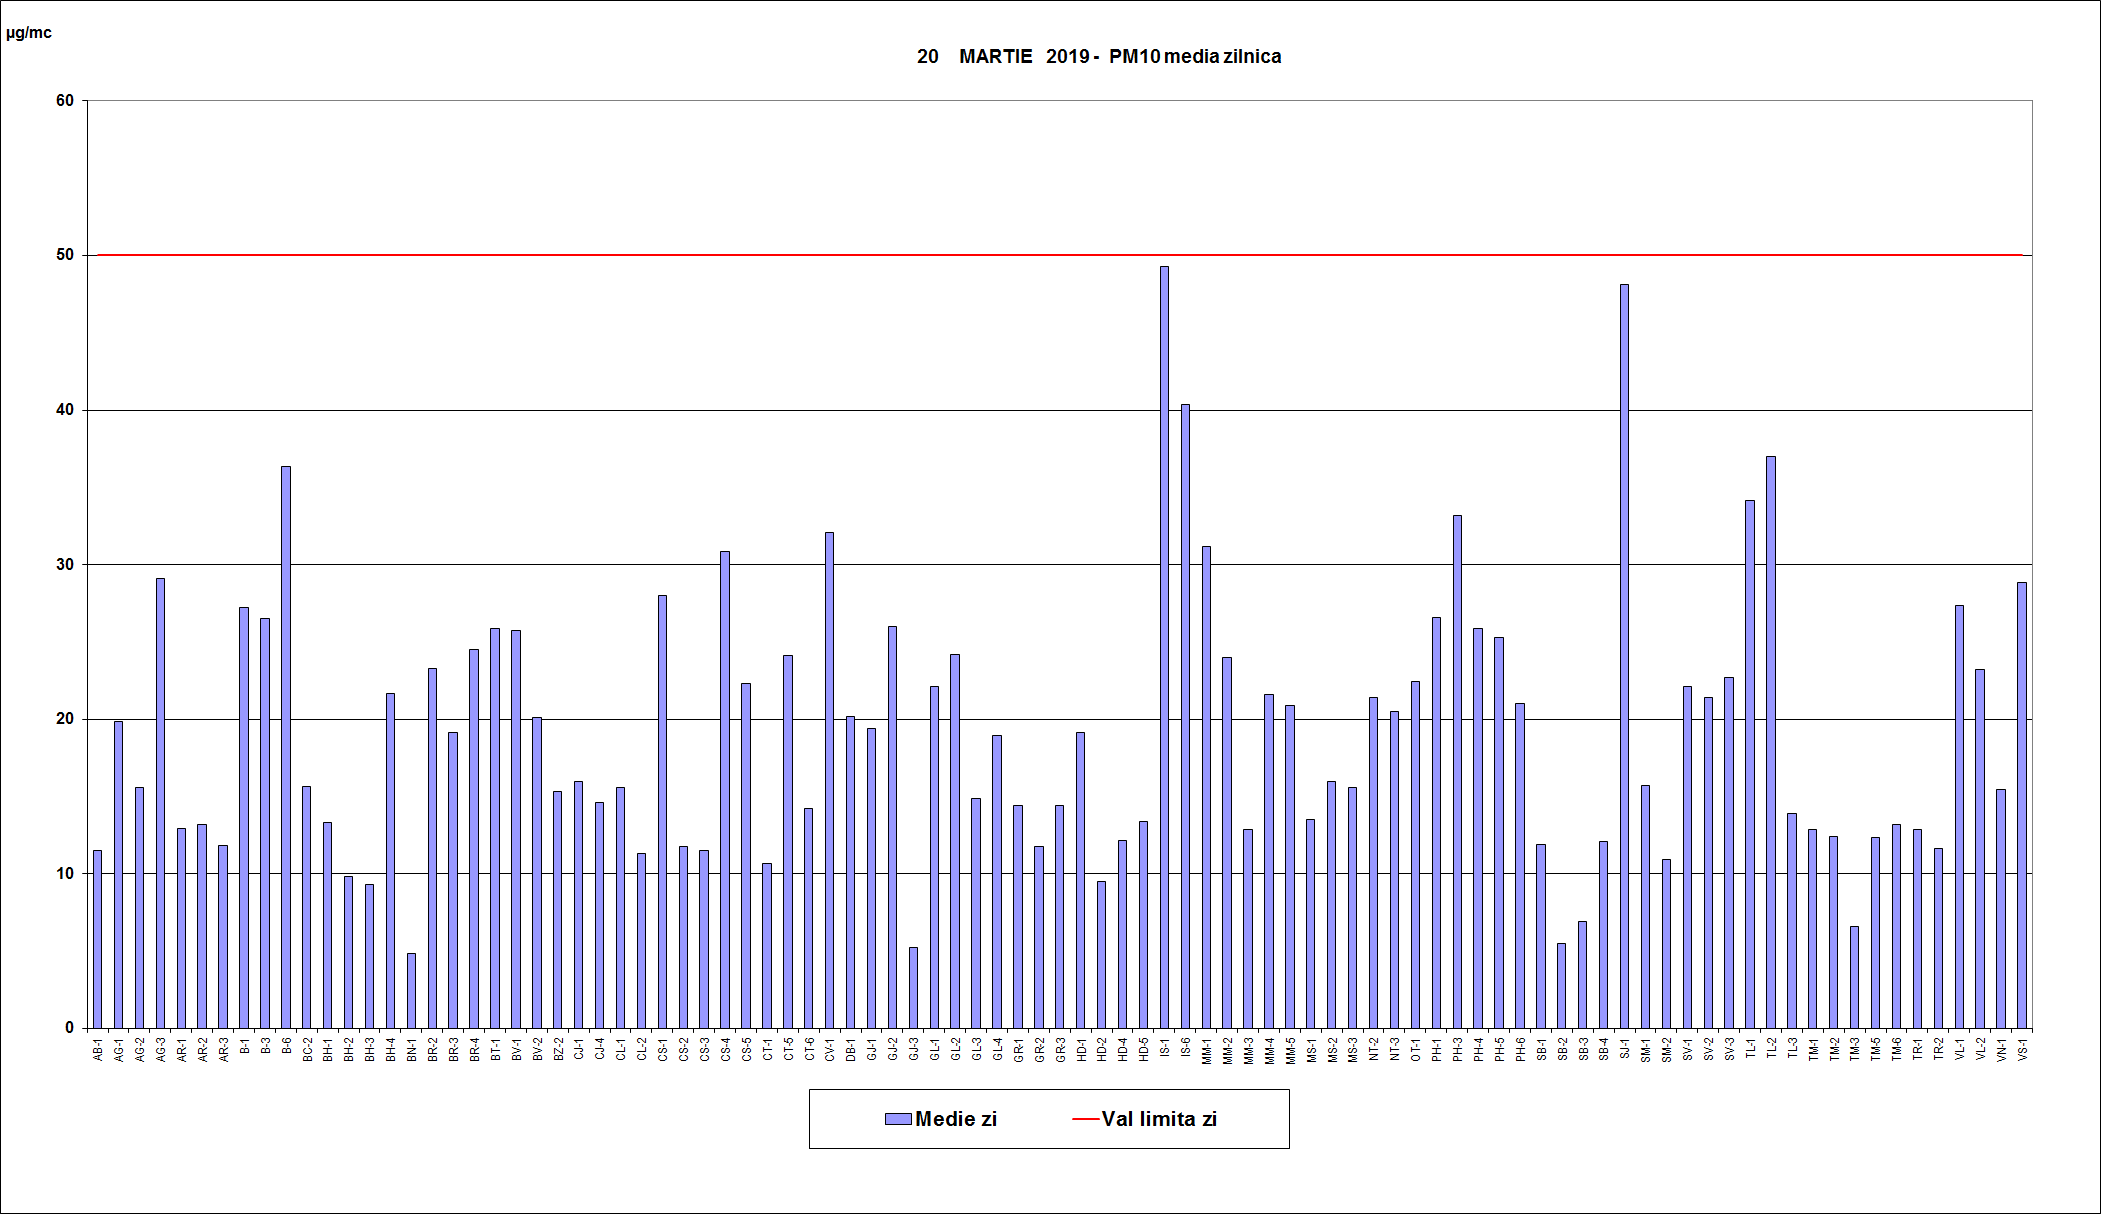 µg/mc
20 MARTIE 2019 - PM10 media zilnica
60
50
40
30
20
10
0
AB-1 AG-1 AG-2 AG-3 AR-1 AR-2 AR-3 B-1 B-3 B-6 BC-2 BH-1 BH-2 BH-3 BH-4 BN-1 BR-2 BR-3 BR-4 BT-1 BV-1 BV-2 BZ-2 CJ-1 CJ-4 CL-1 CL-2 CS-1 CS-2 CS-3 CS-4 CS-5 CT-1 CT-5 CT-6 CV-1 DB-1 GJ-1 GJ-2 GJ-3 GL-1 GL-2 GL-3 GL-4 GR-1 GR-2 GR-3 HD-1 HD-2 HD-4 HD-5 IS-1 IS-6 MM-1 MM-2 MM-3 MM-4 MM-5 MS-1 MS-2 MS-3 NT-2 NT-3 OT-1 PH-1 PH-3 PH-4 PH-5 PH-6 SB-1 SB-2 SB-3 SB-4 SJ-1 SM-1 SM-2 SV-1 SV-2 SV-3 TL-1 TL-2 TL-3 TM-1 TM-2 TM-3 TM-5 TM-6 TR-1 TR-2 VL-1 VL-2 VN-1 VS-1
Medie zi Val limita zi